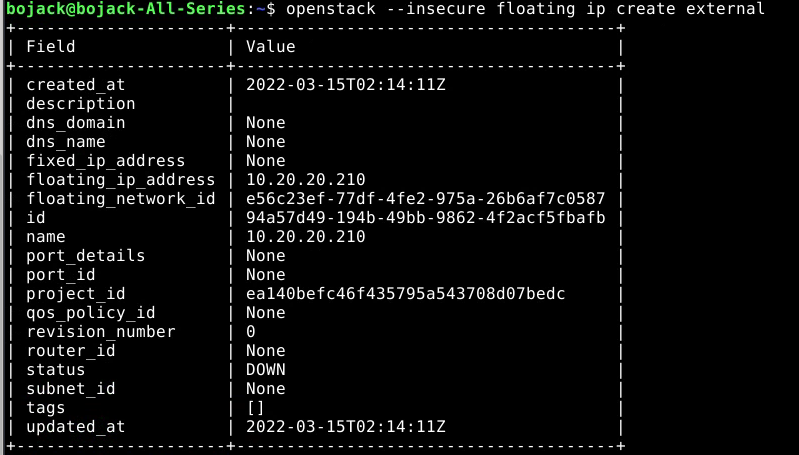 bojack@bojack-All-Series:~$ openstack --insecure floating ip create external
+---------------------+--------------------------------------+
| Field               | Value                                |
+---------------------+--------------------------------------+
| created_at          | 2022-03-15T02:14:11Z                 |
| description         |                                      |
| dns_domain          | None                                 |
| dns_name            | None                                 |
| fixed_ip_address    | None                                 |
| floating_ip_address | 10.20.20.210                         |
| floating_network_id | e56c23ef-77df-4fe2-975a-26b6af7c0587 |
| id                  | 94a57d49-194b-49bb-9862-4f2acf5fbafb |
| name                | 10.20.20.210                         |
| port_details        | None                                 |
| port_id             | None                                 |
| project_id          | ea140befc46f435795a543708d07bedc     |
| qos_policy_id       | None                                 |
| revision_number     | 0                                    |
| router_id           | None                                 |
| status              | DOWN                                 |
| subnet_id           | None                                 |
| tags                | []                                   |
| updated_at          | 2022-03-15T02:14:11Z                 |
+---------------------+--------------------------------------+